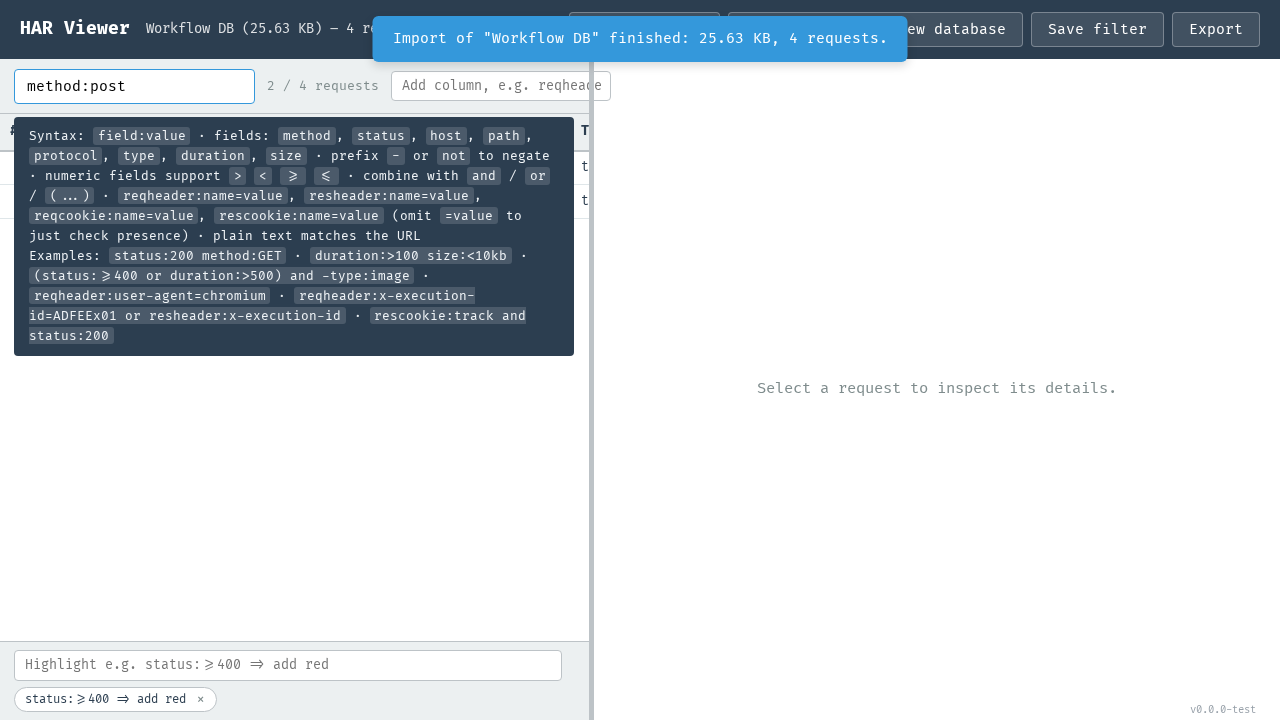 HAR Viewer
Workflow DB (25.63 KB) — 4 re
Import of "Workflow DB" finished: 25.63 KB, 4 requests.
ew database
Save filter
Export
method:post
2 / 4 requests
Add column, e.g. reqheade
Syntax: field:value · fields: method, status, host, path,
protocol, type, duration, size · prefix - or not to negate
· numeric fields support > < >= <= · combine with and / or
/ (...) · reqheader:name=value, resheader:name=value,
reqcookie:name=value, rescookie:name=value (omit =value to
just check presence) · plain text matches the URL
Examples: status:200 method:GET · duration:>100 size:<10kb ·
(status:>=400 or duration:>500) and -type:image ·
reqheader:user-agent=chromium · reqheader:x-execution-
id=ADFEEx01 or resheader:x-execution-id · rescookie:track and
status:200
T
t
t
Select a request to inspect its details.
Highlight e.g. status:>=400 => add red
status:>=400 => add red ×
v0.0.0-test